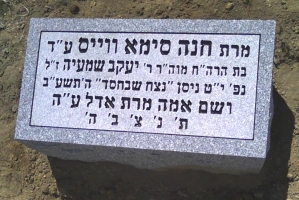 מרת חנה סימא ווייס ע״ד
בת הרה״ח מוה״ר ר׳ יעקב שמעיה ז״ל
נפ׳ י״ט ניסן ״נצח שבחסד״ ה׳תשע״ב
ושם אמה מרת אדל ע״ה
ת׳ נ׳ צ׳ ב׳ ה׳